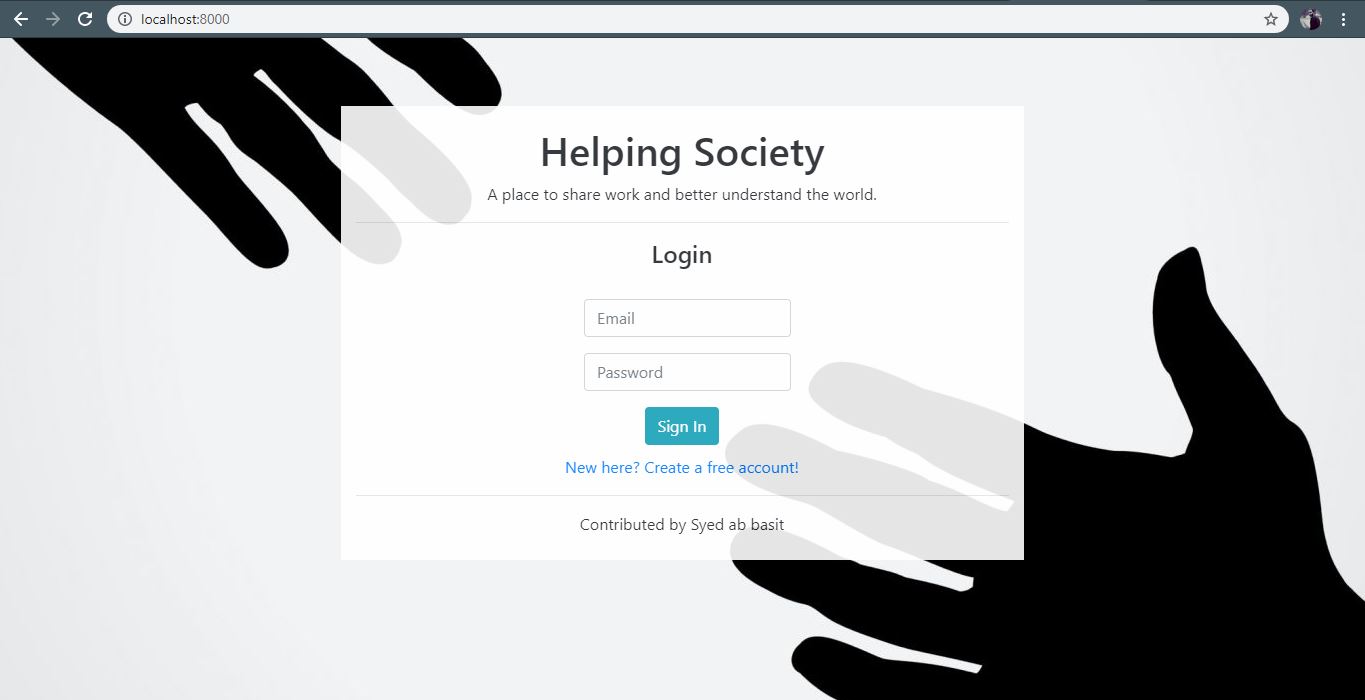 localhost:8000
Helping Society
A place to share work and better understand the world.
Login
Email
Password
Sign In
New here? Create a free account!
Contributed by Syed ab basit